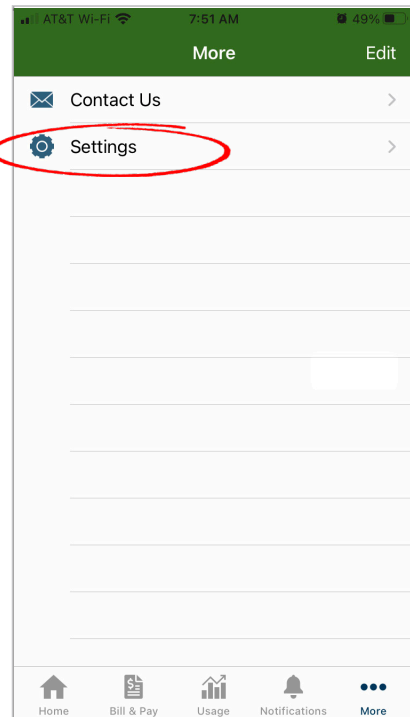 AT&T Wi-Fi 7:51 AM 49%
More Edit
Contact Us
Settings
Home Bill & Pay Usage Notifications More